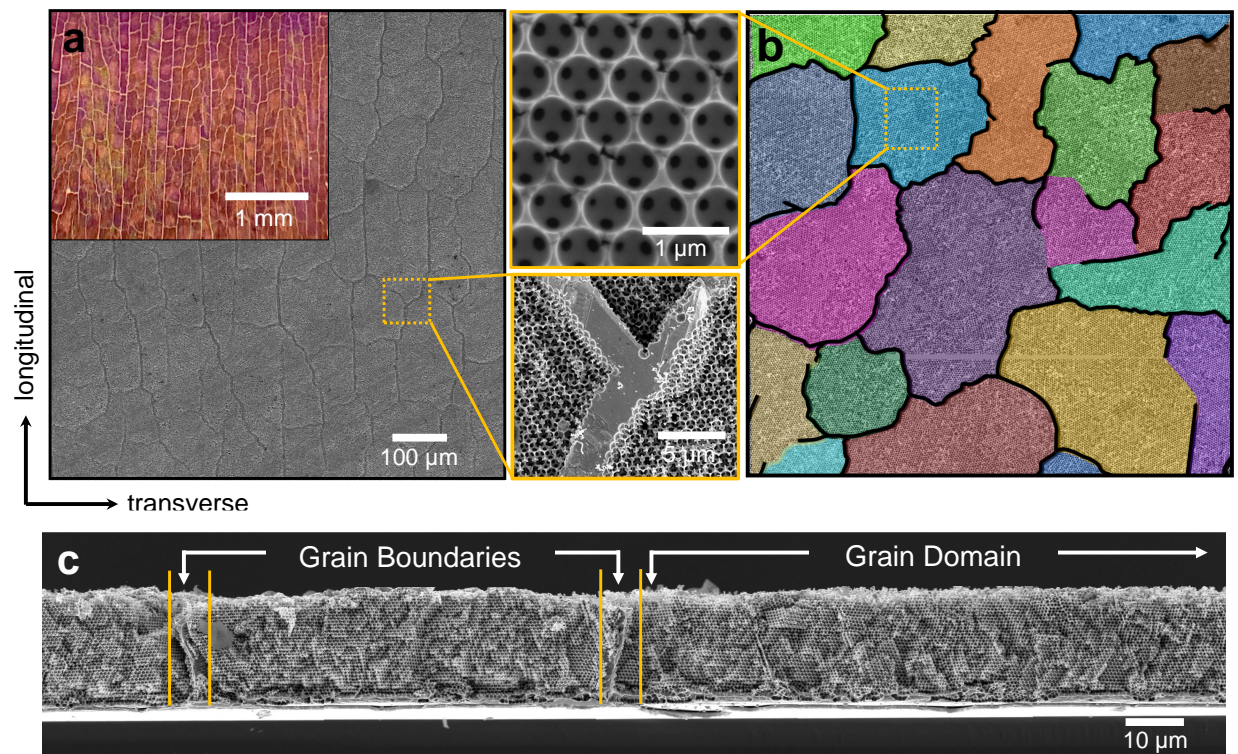 a
1 mm
100 µm
longitudinal
transverse
1 µm
5 µm
b
c
Grain Boundaries
Grain Domain
10 µm